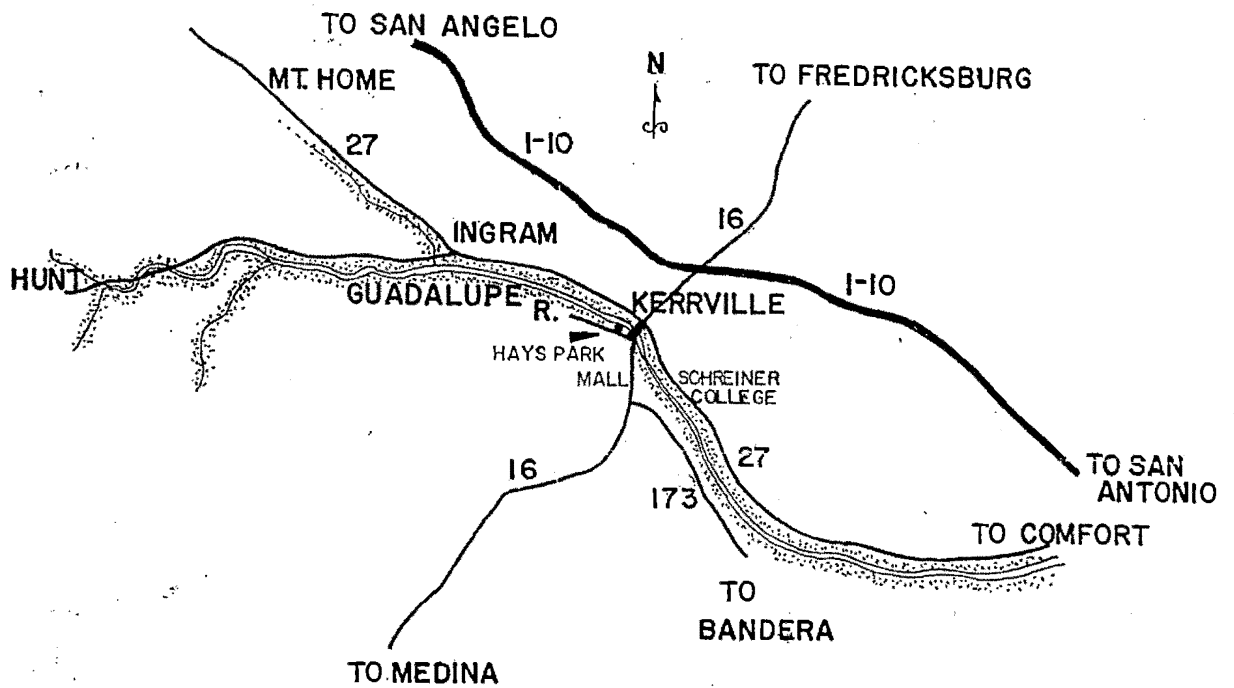 TO SAN ANGELO
MT. HOME
N
TO FREDRICKSBURG
27
I-10
16
INGRAM
HUNT
GUADALUPE R.
KERRVILLE
I-10
HAYS PARK
MALL
SCHREINER
COLLEGE
27
16
173
TO SAN
ANTONIO
TO COMFORT
TO
BANDERA
TO MEDINA